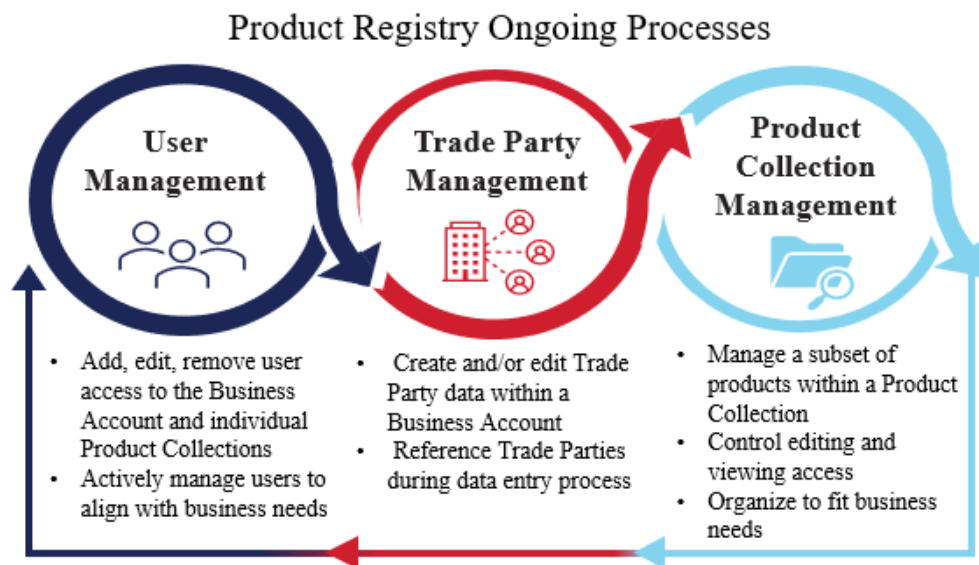 Product Registry Ongoing Processes
User
Management
• Add, edit, remove user
access to the Business
Account and individual
Product Collections
• Actively manage users to
align with business needs
Trade Party
Management
• Create and/or edit Trade
Party data within a
Business Account
• Reference Trade Parties
during data entry process
Product
Collection
Management
• Manage a subset of
products within a Product
Collection
• Control editing and
viewing access
• Organize to fit business
needs